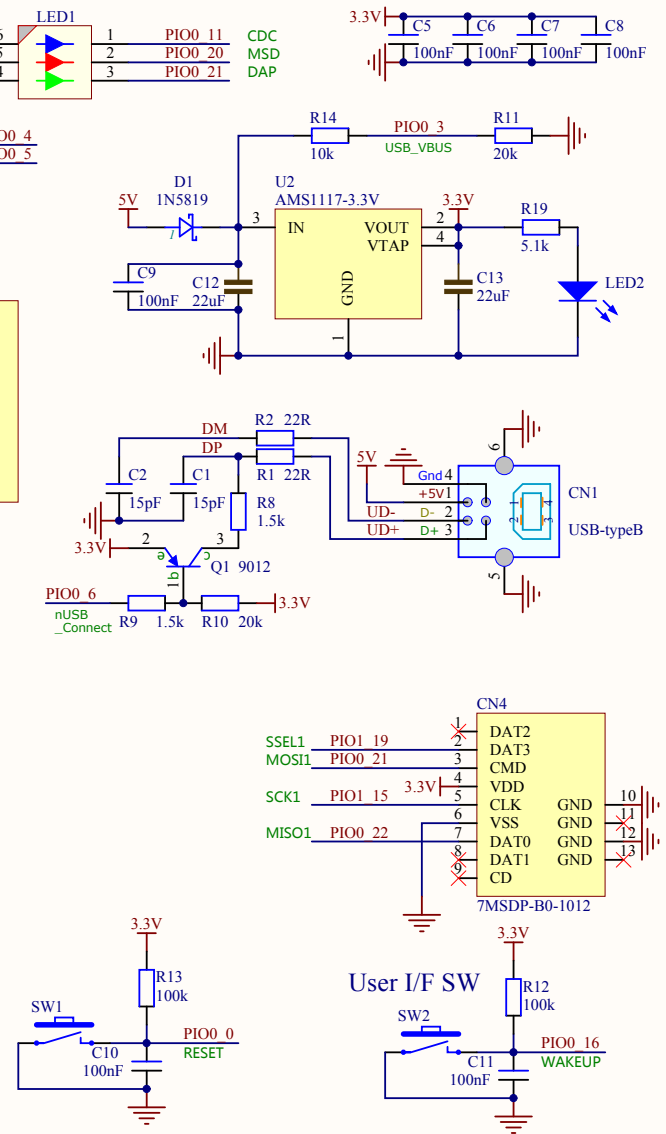 LED1
1 PIO0_11 CDC
2 PIO0_20 MSD
3 PIO0_21 DAP
3.3V
C5 C6 C7 C8
100nF 100nF 100nF 100nF
R14 PIO0_3 R11
10k USB_VBUS 20k
D1 U2
1N5819 AMS1117-3.3V
5V 3.3V
3 IN VOUT 2 R19
VTAP 4 5.1k
1
C9 C12 GND C13 LED2
100nF 22uF 22uF
1
DM R2 22R
DP R1 22R
6
5V Gnd 4
C2 C1 R8 +5V 1 CN1
15pF 15pF 1.5k UD- D- 2 1 4
UD+ D+ 3 2 3 USB-typeB
3.3V 2 3
e c
1 b Q1 9012
5
PIO0_6 3.3V
nUSB_Connect
R9 1.5k R10 20k
CN4
1 DAT2
SSEL1 PIO1_19 2 DAT3
MOSI1 PIO0_21 3 CMD
3.3V 4 VDD
SCK1 PIO1_15 5 CLK GND 10
6 VSS GND 11
MISO1 PIO0_22 7 DAT0 GND 12
8 DAT1 GND 13
9 CD
7MSDP-B0-1012
3.3V
R13
100k
SW1
PIO0_0
C10 RESET
100nF
3.3V
User I/F SW
R12
100k
SW2
PIO0_16
C11 WAKEUP
100nF